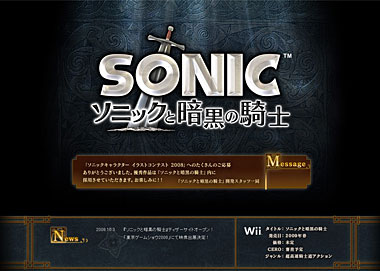 SONIC™
ソニックと暗黒の騎士
「ソニックキャラクター イラストコンテスト 2008」へのたくさんのご応募
ありがとうございました。優秀作品は「ソニックと暗黒の騎士」内に
採用させていただきます。お楽しみに!!
「ソニックと暗黒の騎士」開発スタッフ一同
Message
News
2008.10.3
『ソニックと暗黒の騎士』ティザーサイトオープン!
「東京ゲームショウ2008」にて映像出展決定!
Wii
タイトル:ソニックと暗黒の騎士
発売日:2009年春
価格:未定
CERO:審査予定
ジャンル:超高速騎士道アクション